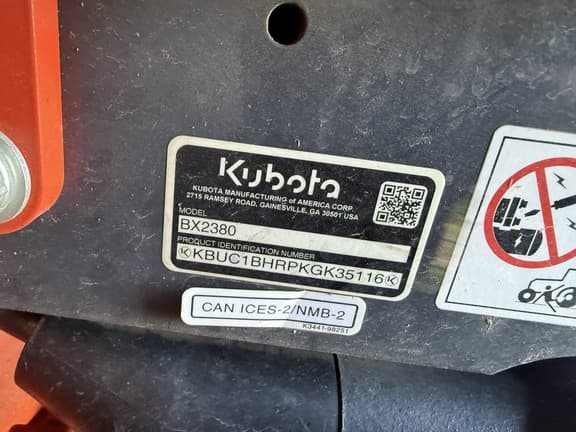 Kubota
KUBOTA MANUFACTURING of AMERICA CORP.
2715 RAMSEY ROAD, GAINESVILLE, GA 30501 USA
MODEL
BX2380
PRODUCT IDENTIFICATION NUMBER
KBUC1BHRPKGK35116
CAN ICES-2/NMB-2
K3441-98251